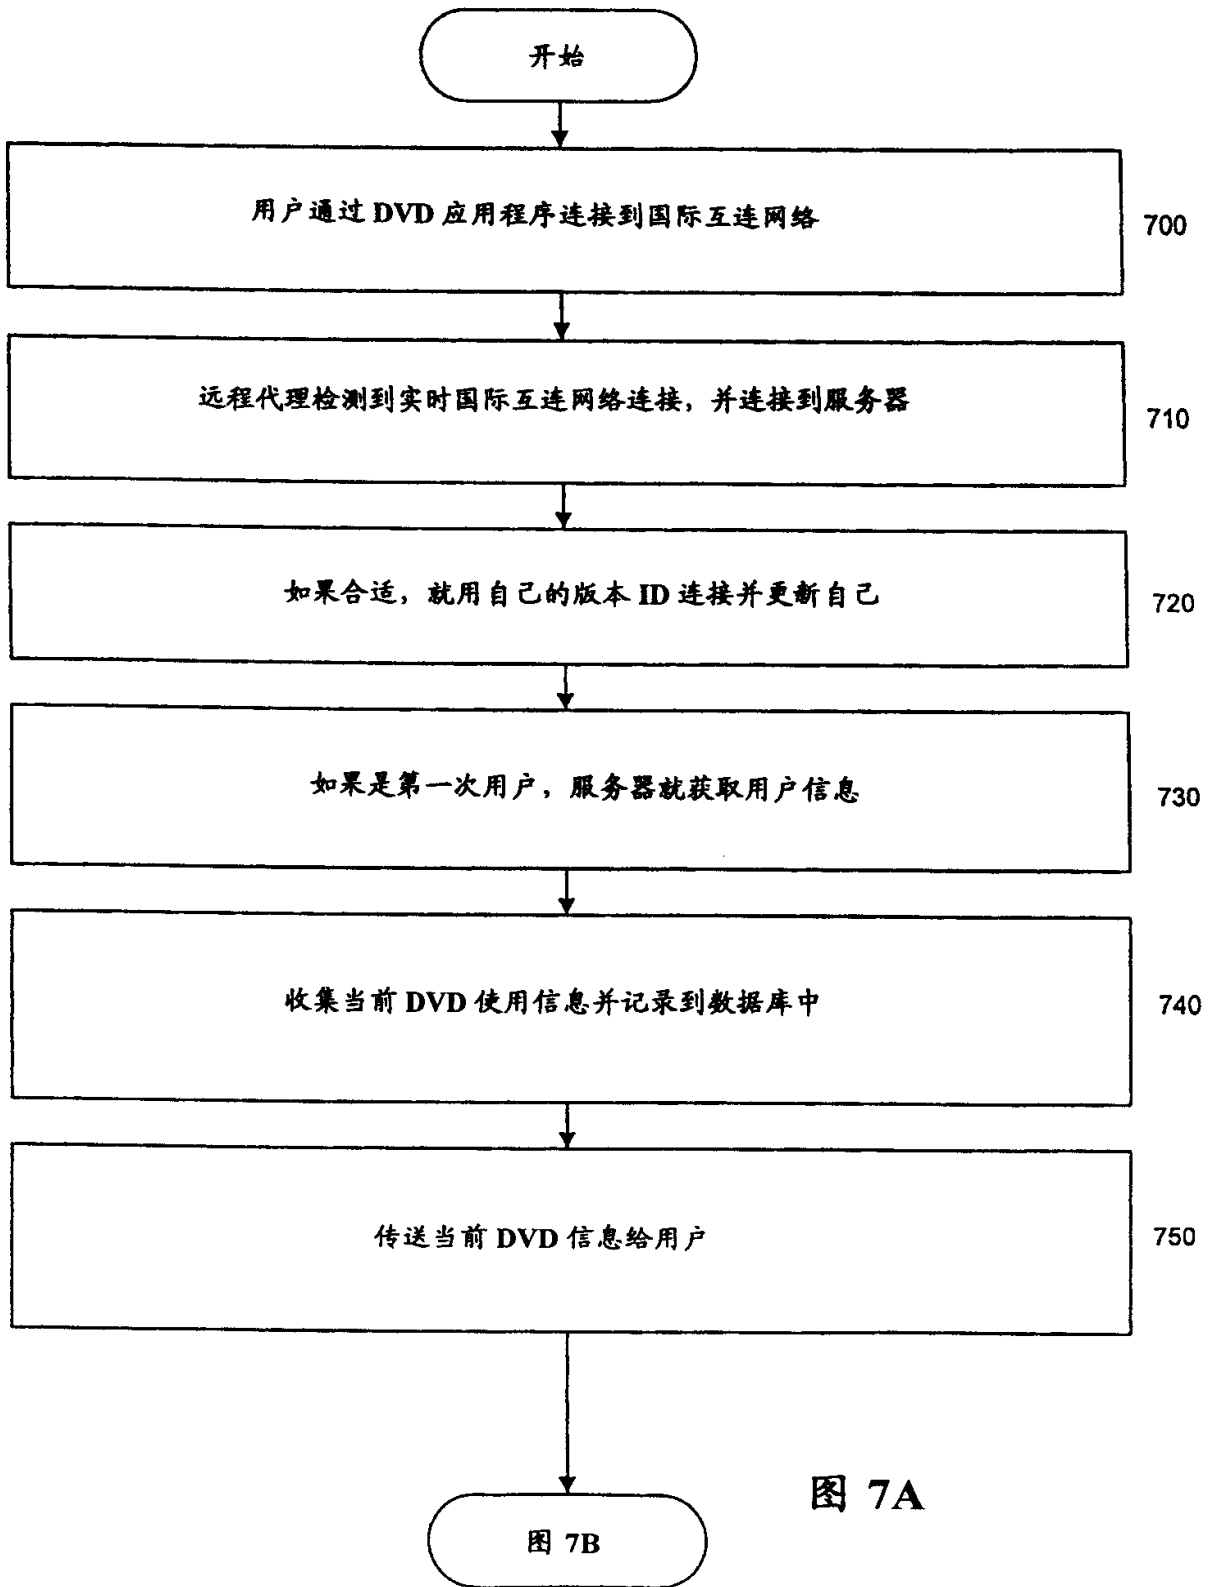 开始
用户通过 DVD 应用程序连接到国际互连网络
700
远程代理检测到实时国际互连网络连接，并连接到服务器
710
如果合适，就用自己的版本 ID 连接并更新自己
720
如果是第一次用户，服务器就获取用户信息
730
收集当前 DVD 使用信息并记录到数据库中
740
传送当前 DVD 信息给用户
750
图 7A
图 7B